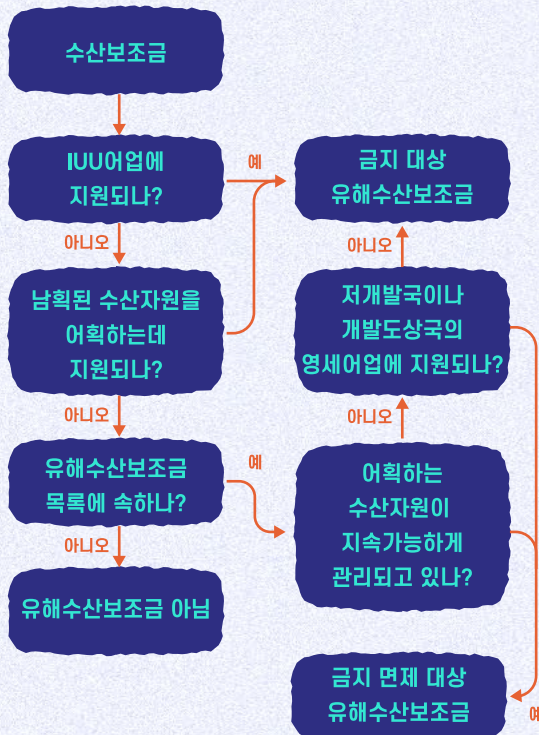 수산보조금
IUU어업에
지원되나?
예
금지 대상
유해수산보조금
아니오
아니오
남획된 수산자원을
어획하는데
지원되나?
저개발국이나
개발도상국의
영세어업에 지원되나?
아니오
아니오
유해수산보조금
목록에 속하나?
예
어획하는
수산자원이
지속가능하게
관리되고 있나?
아니오
유해수산보조금 아님
금지 면제 대상
유해수산보조금
예